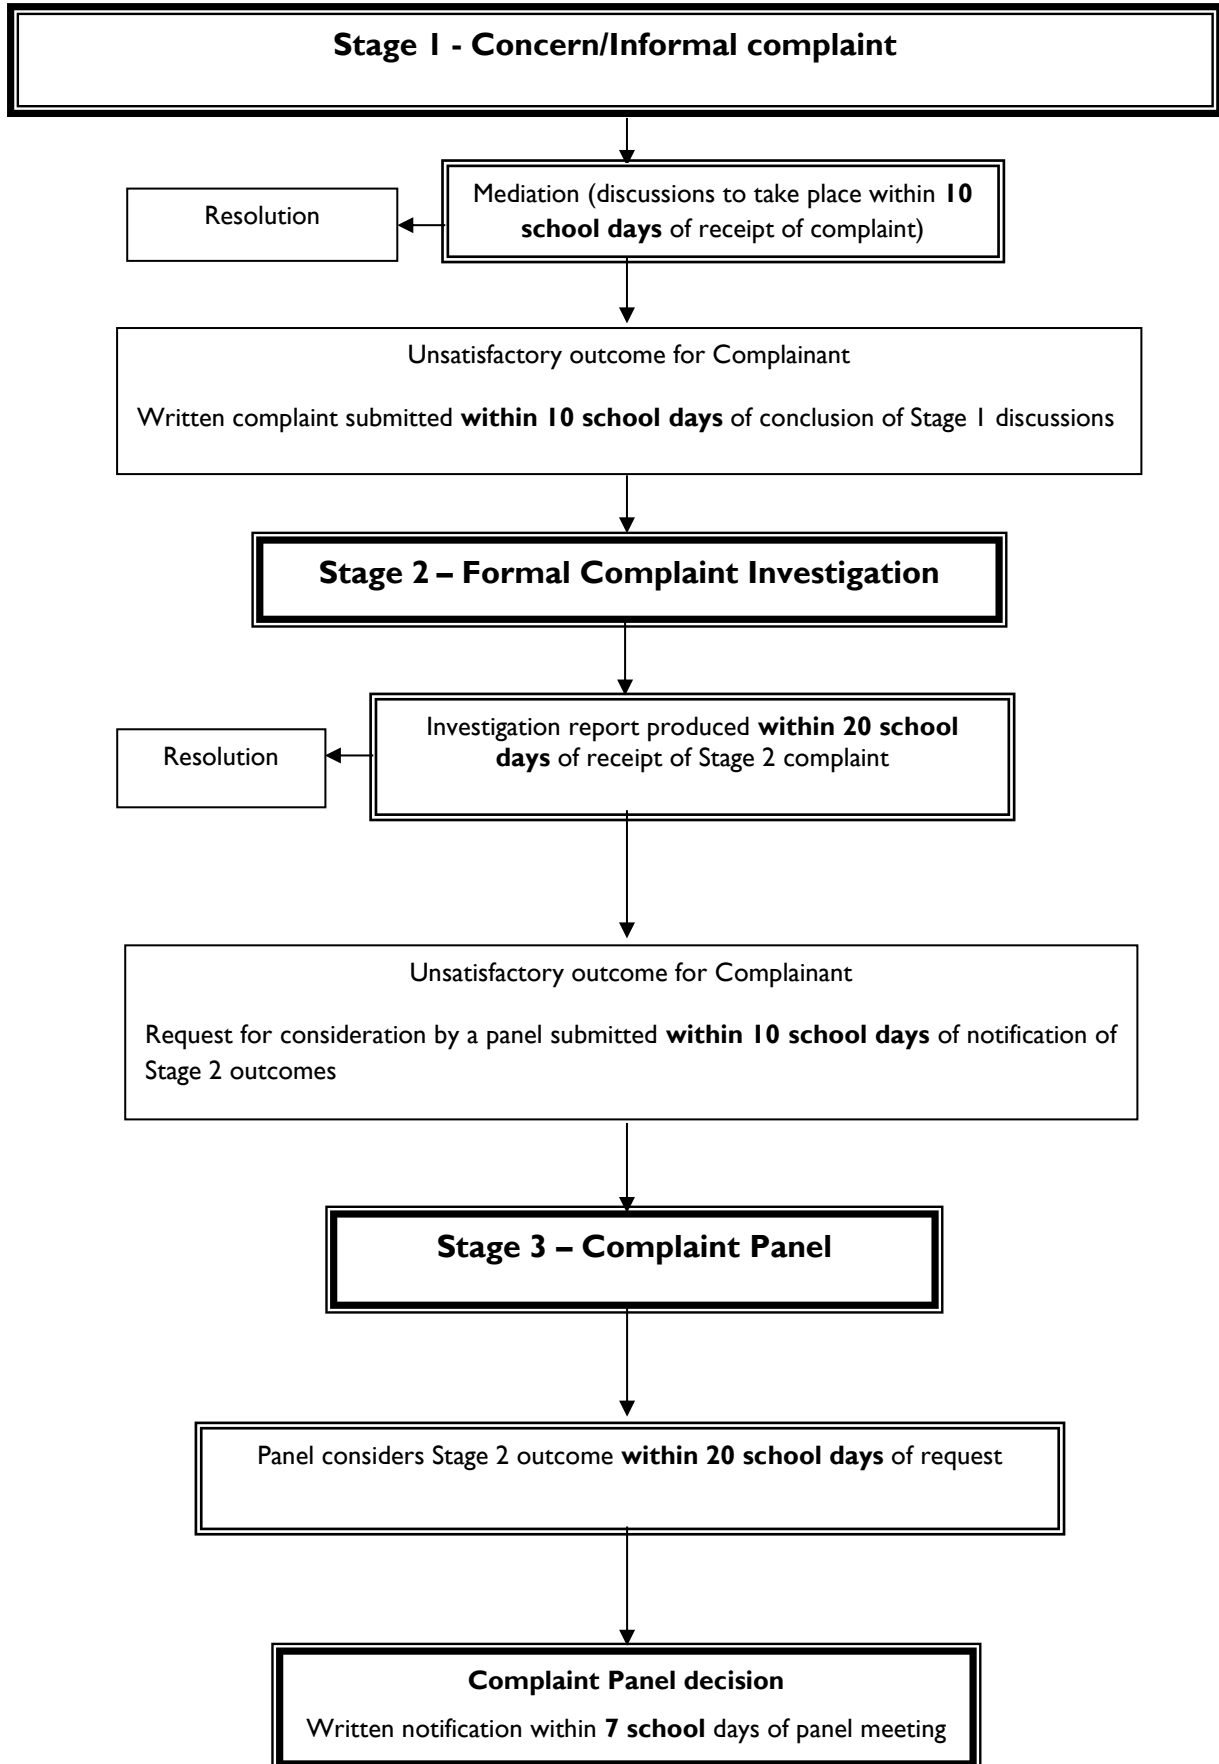 Stage 1 - Concern/Informal complaint
Mediation (discussions to take place within 10
school days of receipt of complaint)
Resolution
Unsatisfactory outcome for Complainant
Written complaint submitted within 10 school days of conclusion of Stage 1 discussions
Stage 2 – Formal Complaint Investigation
Investigation report produced within 20 school
days of receipt of Stage 2 complaint
Resolution
Unsatisfactory outcome for Complainant
Request for consideration by a panel submitted within 10 school days of notification of
Stage 2 outcomes
Stage 3 – Complaint Panel
Panel considers Stage 2 outcome within 20 school days of request
Complaint Panel decision
Written notification within 7 school days of panel meeting